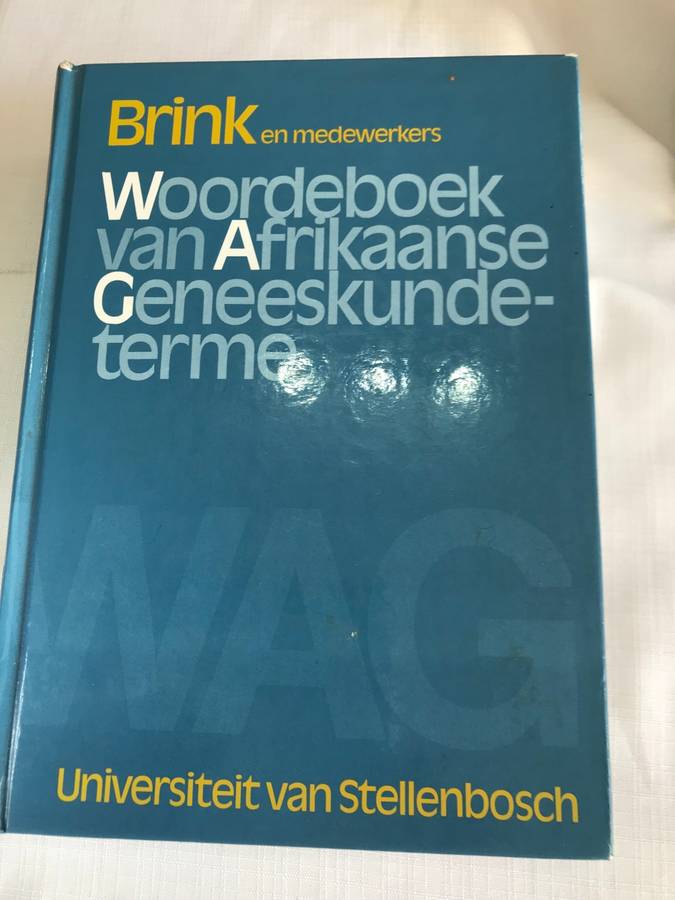 Brink en medewerkers
Woordeboek
van Afrikaanse
Geneeskunde-
terme
WAG
Universiteit van Stellenbosch